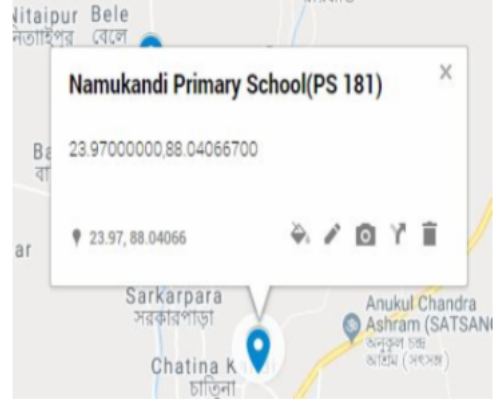 Nitaipur
নিতাইপুর
Bele
বেলে
Namukandi Primary School(PS 181)
23.97000000,88.04066700
23.97, 88.04066
ar
Sarkarpara
সরকারপাড়া
Anukul Chandra
Ashram (SATSANG
অনুকুল চন্দ্র
আশ্রম (সৎসঙ্গ)
Chatina K
চাতিনা